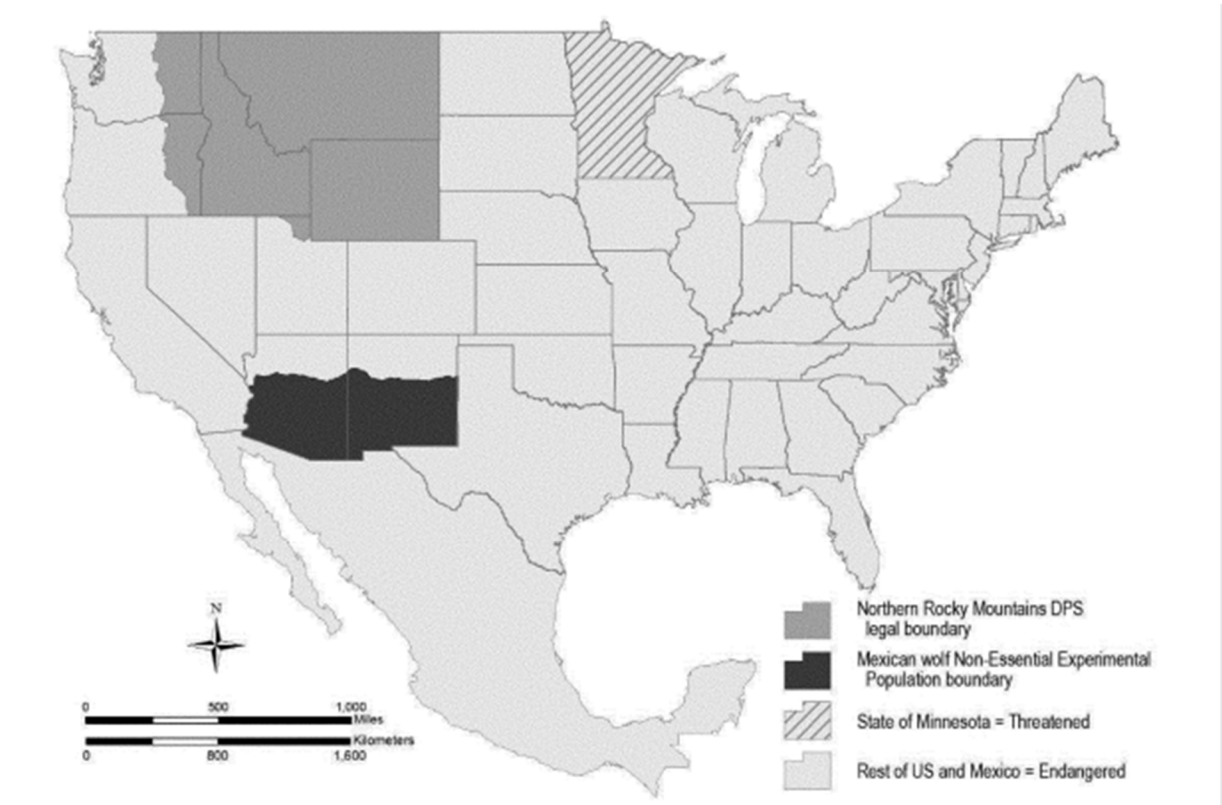 N
0 500 1,000
Miles
Kilometers
0 800 1,600
Northern Rocky Mountains DPS
legal boundary
Mexican wolf Non-Essential Experimental
Population boundary
State of Minnesota = Threatened
Rest of US and Mexico = Endangered